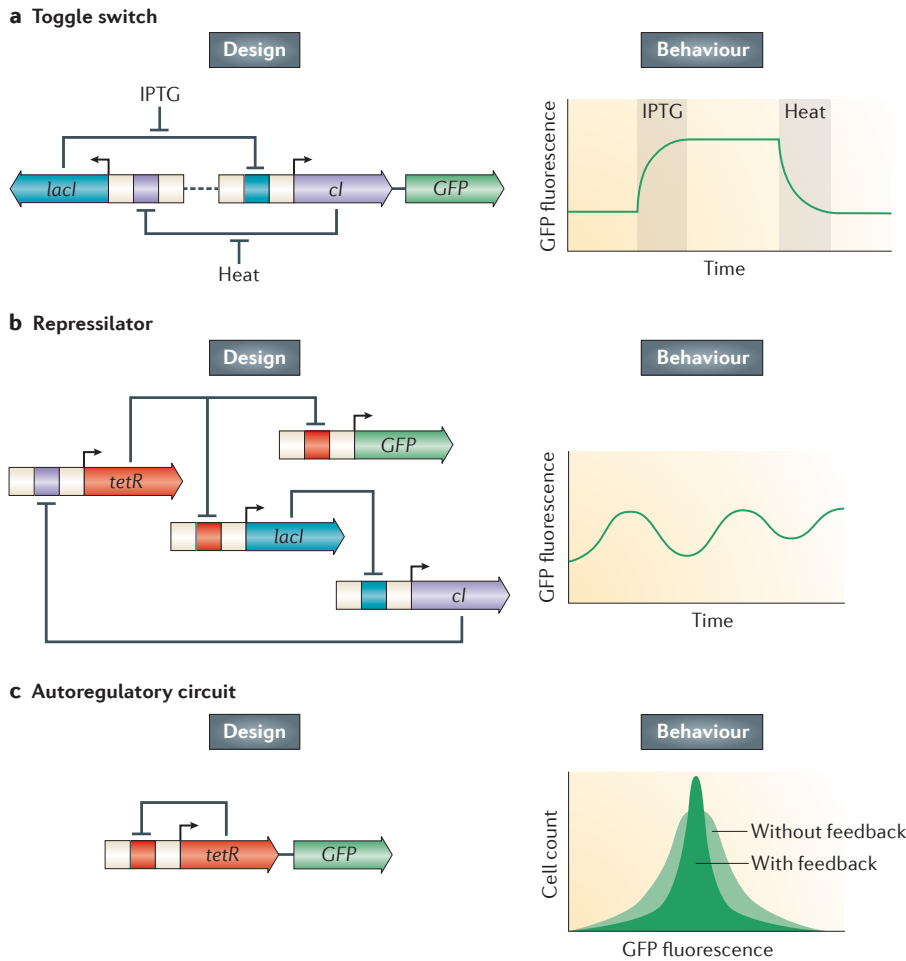 a Toggle switch
Design
Behaviour
IPTG
lacI
cI
GFP
Heat
GFP fluorescence
IPTG
Heat
Time
b Repressilator
Design
Behaviour
GFP
tetR
lacI
cI
GFP fluorescence
Time
c Autoregulatory circuit
Design
Behaviour
tetR
GFP
Cell count
Without feedback
With feedback
GFP fluorescence